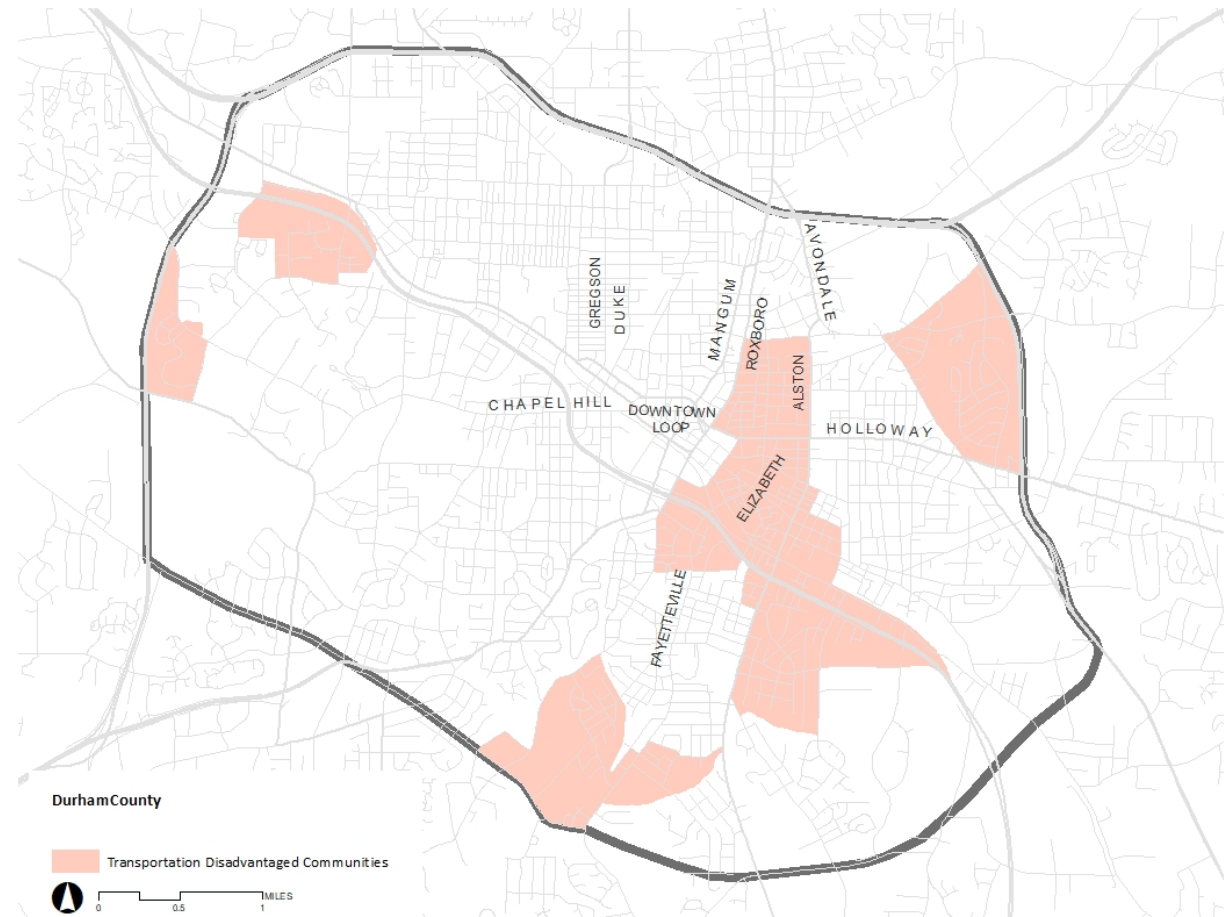 AVONDALE
GREGSON
DUKE
MANGUM
ROXBORO
ALSTON
CHAPEL HILL
DOWNTOWN
LOOP
HOLLOWAY
ELIZABETH
FAYETTEVILLE
DurhamCounty
Transportation Disadvantaged Communities
MILES
0 0.5 1